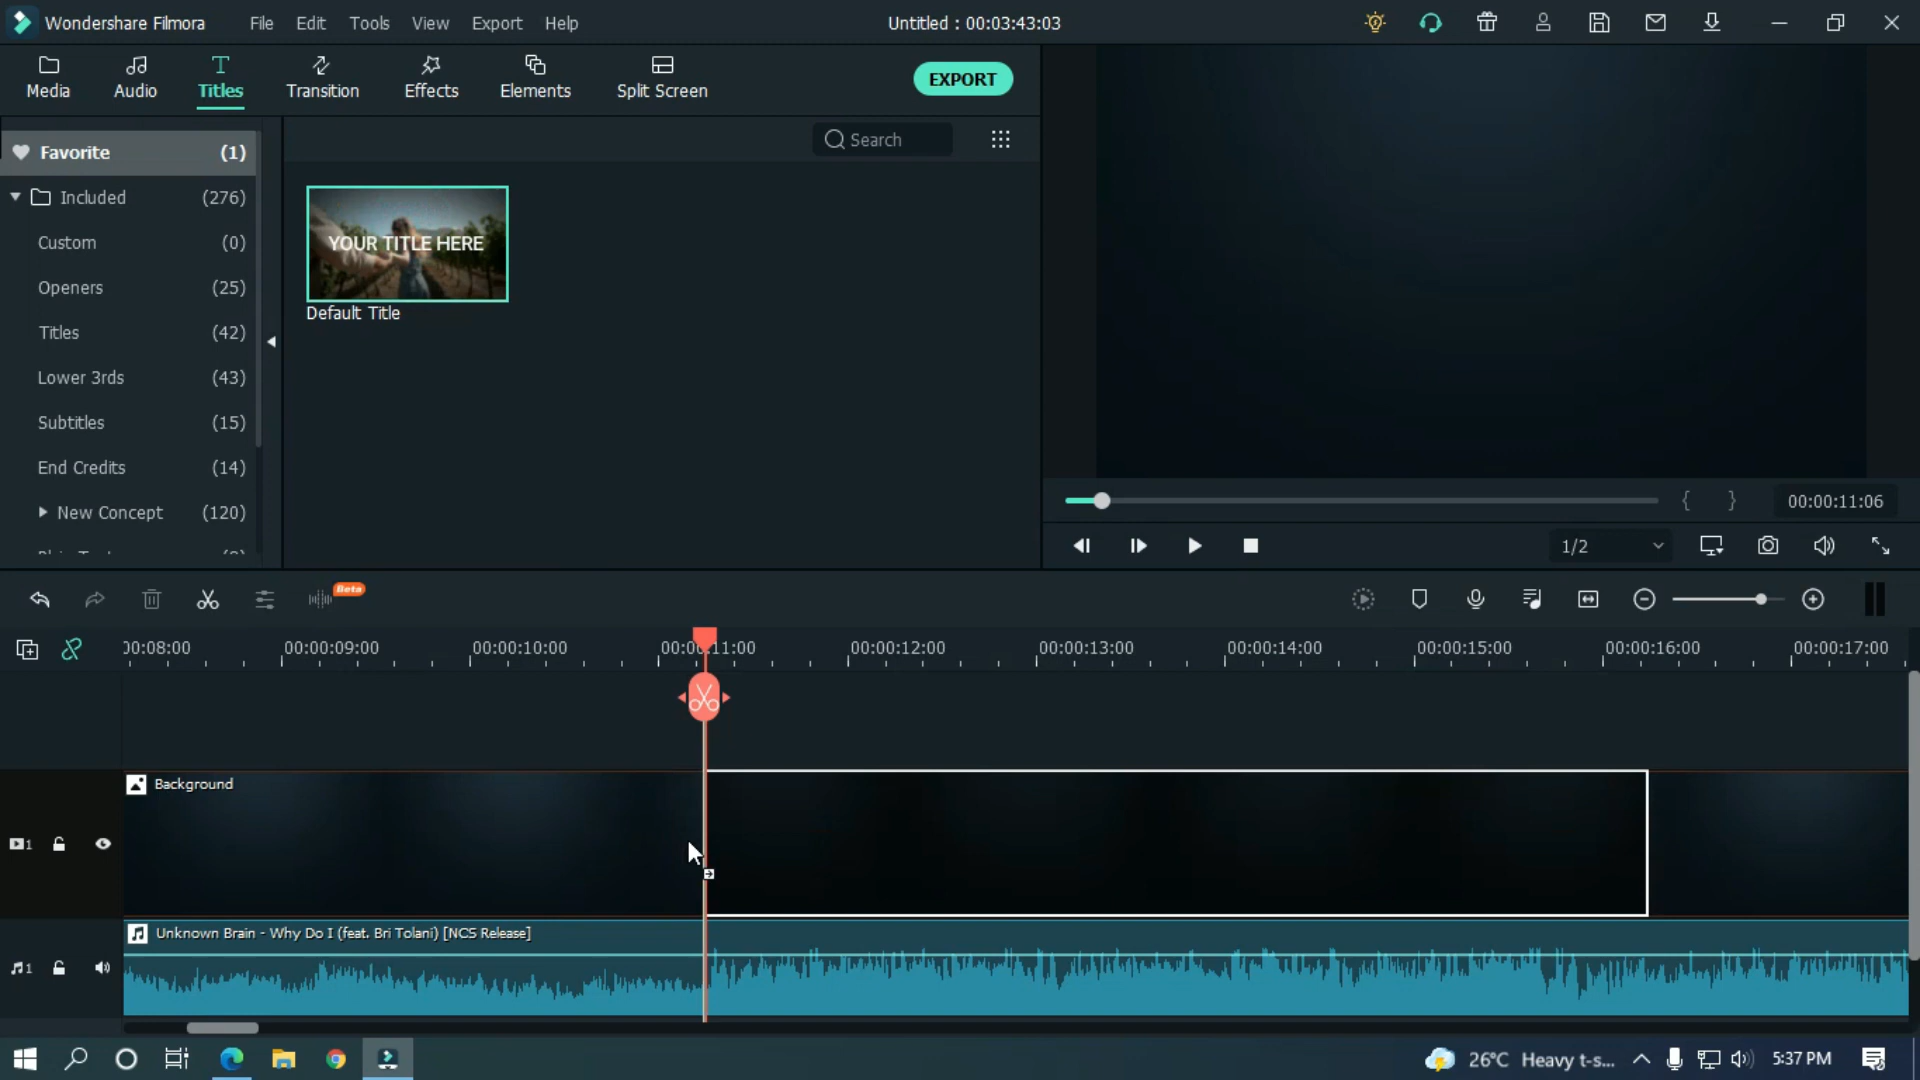 Wondershare Filmora
File
Edit
Tools
View
Export
Help
Untitled : 00:03:43:03
Media
Audio
Titles
Transition
Effects
Elements
Split Screen
EXPORT
Favorite (1)
Search
Included (276)
Custom (0)
Openers (25)
Titles (42)
Lower 3rds (43)
Subtitles (15)
End Credits (14)
New Concept (120)
YOUR TITLE HERE
Default Title
00:00:11:06
1/2
Beta
00:00:09:00
00:00:10:00
00:00:12:00
00:00:13:00
00:00:14:00
00:00:15:00
00:00:16:00
00:00:17:00
Background
1
Unknown Brain - Why Do I (feat. Bri Tolani) [NCS Release]
1
26°C Heavy t-s...
5:37 PM